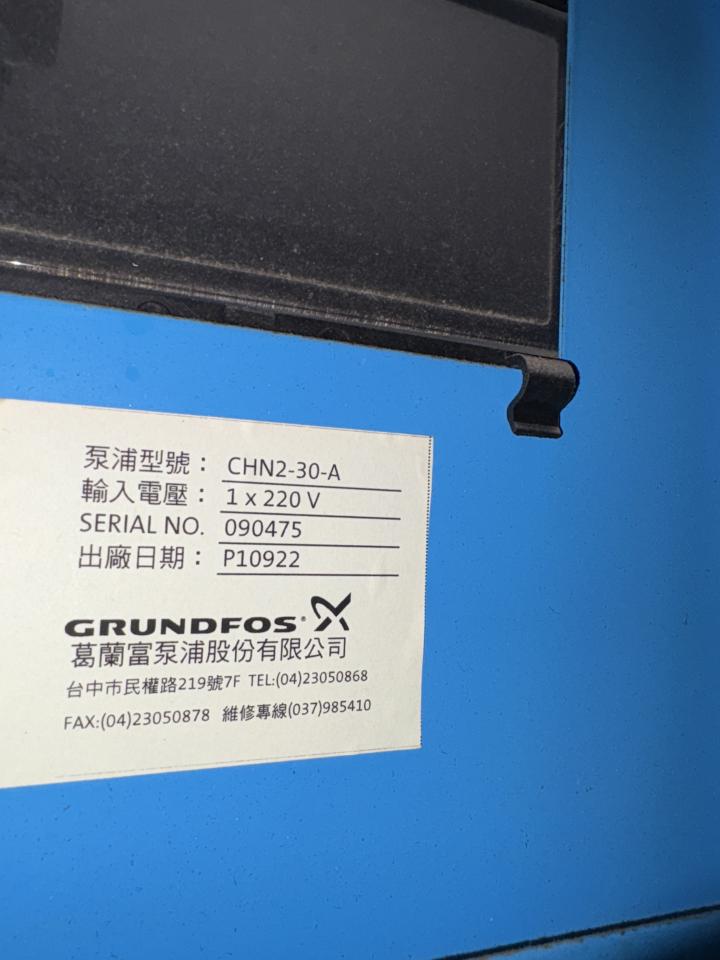 泵浦型號： CHN2-30-A
輸入電壓： 1 x 220 V
SERIAL NO. 090475
出廠日期： P10922
GRUNDFOS
葛蘭富泵浦股份有限公司
台中市民權路219號7F TEL:(04)23050868
FAX:(04)23050878 維修專線(037)985410